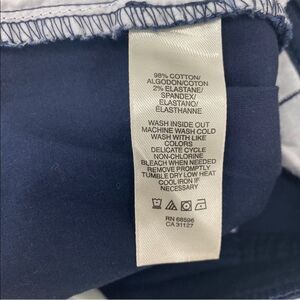 98% COTTON/
ALGODON/COTON
2% ELASTANE/
SPANDEX/
ELASTANO/
ELASTHANNE
WASH INSIDE OUT
MACHINE WASH COLD
WASH WITH LIKE
COLORS
DELICATE CYCLE
NON-CHLORINE
BLEACH WHEN NEEDED
REMOVE PROMPTLY
TUMBLE DRY LOW HEAT
COOL IRON IF
NECESSARY
RN 68596
CA 31127